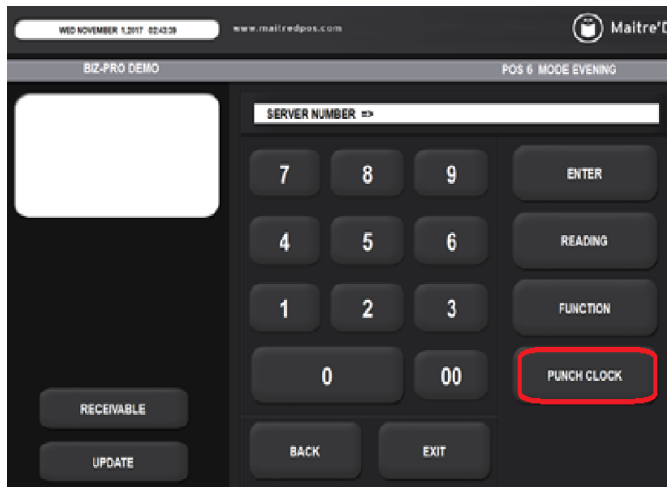 WED NOVEMBER 1,2017 02:43:39
www.maitredpos.com
Maitre'D
BIZ-PRO DEMO
POS 6 MODE EVENING
SERVER NUMBER =>
7 8 9 ENTER
4 5 6 READING
1 2 3 FUNCTION
0 00 PUNCH CLOCK
RECEIVABLE
BACK EXIT
UPDATE